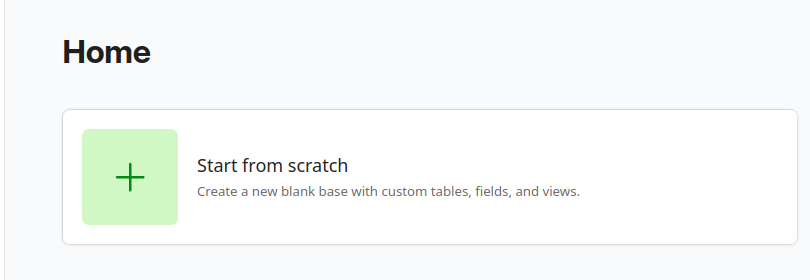 Home
Start from scratch
Create a new blank base with custom tables, fields, and views.